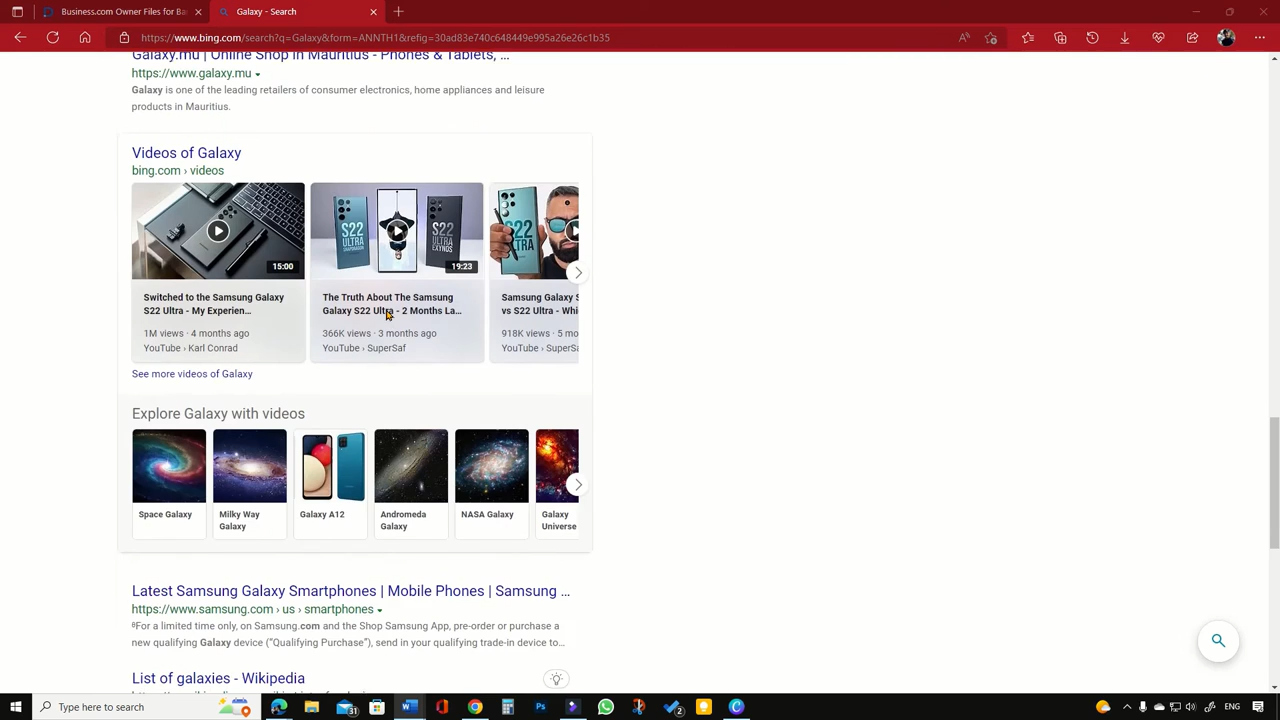 Business.com Owner Files for Ba
Galaxy - Search
https://www.bing.com/search?q=Galaxy&form=ANNTH1&refig=30ad83e740c648449e995a26e26c1b35
Galaxy.mu | Online Shop in Mauritius - Phones & Tablets, ...
https://www.galaxy.mu
Galaxy is one of the leading retailers of consumer electronics, home appliances and leisure
products in Mauritius.
Videos of Galaxy
bing.com › videos
S22
ULTRA
SNAPDRAGON
S22
ULTRA
EXYNOS
S22
ULTRA
15:00
19:23
Switched to the Samsung Galaxy
S22 Ultra - My Experien...
1M views · 4 months ago
YouTube › Karl Conrad
The Truth About The Samsung
Galaxy S22 Ultra - 2 Months La...
366K views · 3 months ago
YouTube › SuperSaf
Samsung Galaxy S
vs S22 Ultra - Whi
918K views · 5 mo
YouTube › SuperSa
See more videos of Galaxy
Explore Galaxy with videos
Space Galaxy
Milky Way
Galaxy
Galaxy A12
Andromeda
Galaxy
NASA Galaxy
Galaxy
Universe
Latest Samsung Galaxy Smartphones | Mobile Phones | Samsung ...
https://www.samsung.com › us › smartphones
⁰For a limited time only, on Samsung.com and the Shop Samsung App, pre-order or purchase a
new qualifying Galaxy device ("Qualifying Purchase"), send in your qualifying trade-in device to...
List of galaxies - Wikipedia
Type here to search
ENG